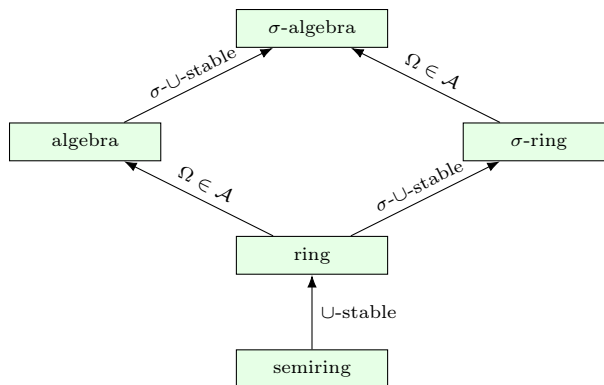 σ-algebra
σ-∪-stable
Ω ∈ 𝒜
algebra
σ-ring
Ω ∈ 𝒜
σ-∪-stable
ring
∪-stable
semiring